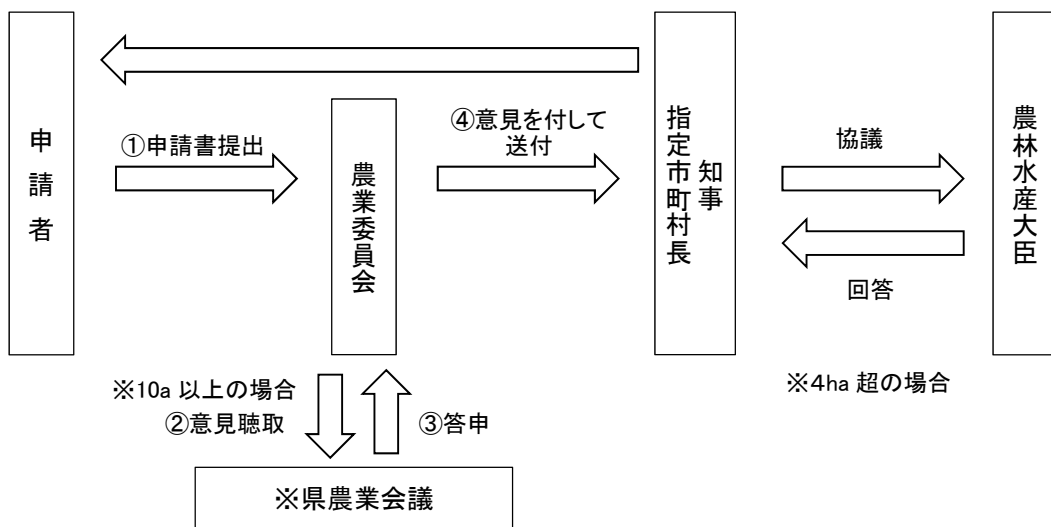 申請者
①申請書提出
農業委員会
④意見を付して
送付
知事
指定市町村長
協議
回答
農林水産大臣
※4ha 超の場合
※10a 以上の場合
②意見聴取
③答申
※県農業会議